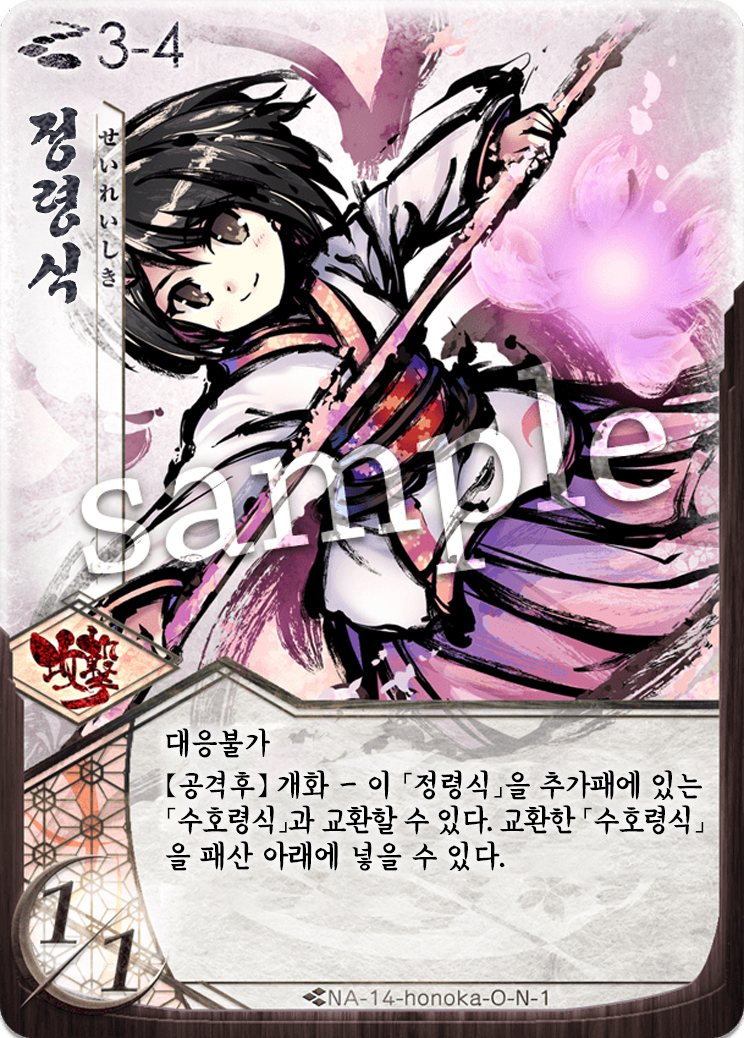 3-4
정령식
せいれいしき
sample
攻撃
대응불가
【공격후】 개화 - 이 「정령식」을 추가패에 있는
「수호령식」과 교환할 수 있다. 교환한 「수호령식」
을 패산 아래에 넣을 수 있다.
1/1
NA-14-honoka-O-N-1